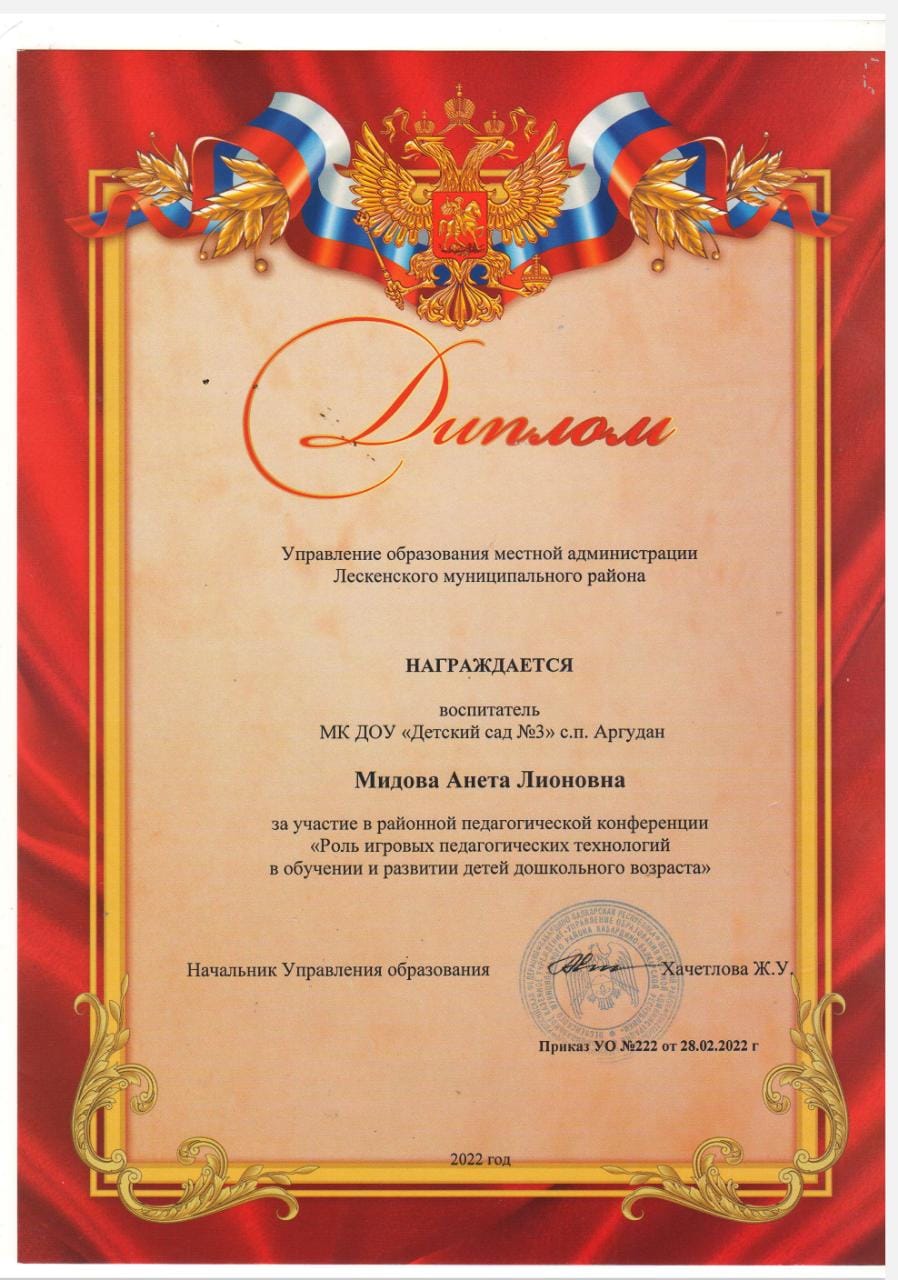 Диплом
Управление образования местной администрации
Лескенского муниципального района
НАГРАЖДАЕТСЯ
воспитатель
МК ДОУ «Детский сад №3» с.п. Аргудан
Мидова Анета Лионовна
за участие в районной педагогической конференции
«Роль игровых педагогических технологий
в обучении и развитии детей дошкольного возраста»
Начальник Управления образования Хачетлова Ж.У.
Приказ УО №222 от 28.02.2022 г
2022 год